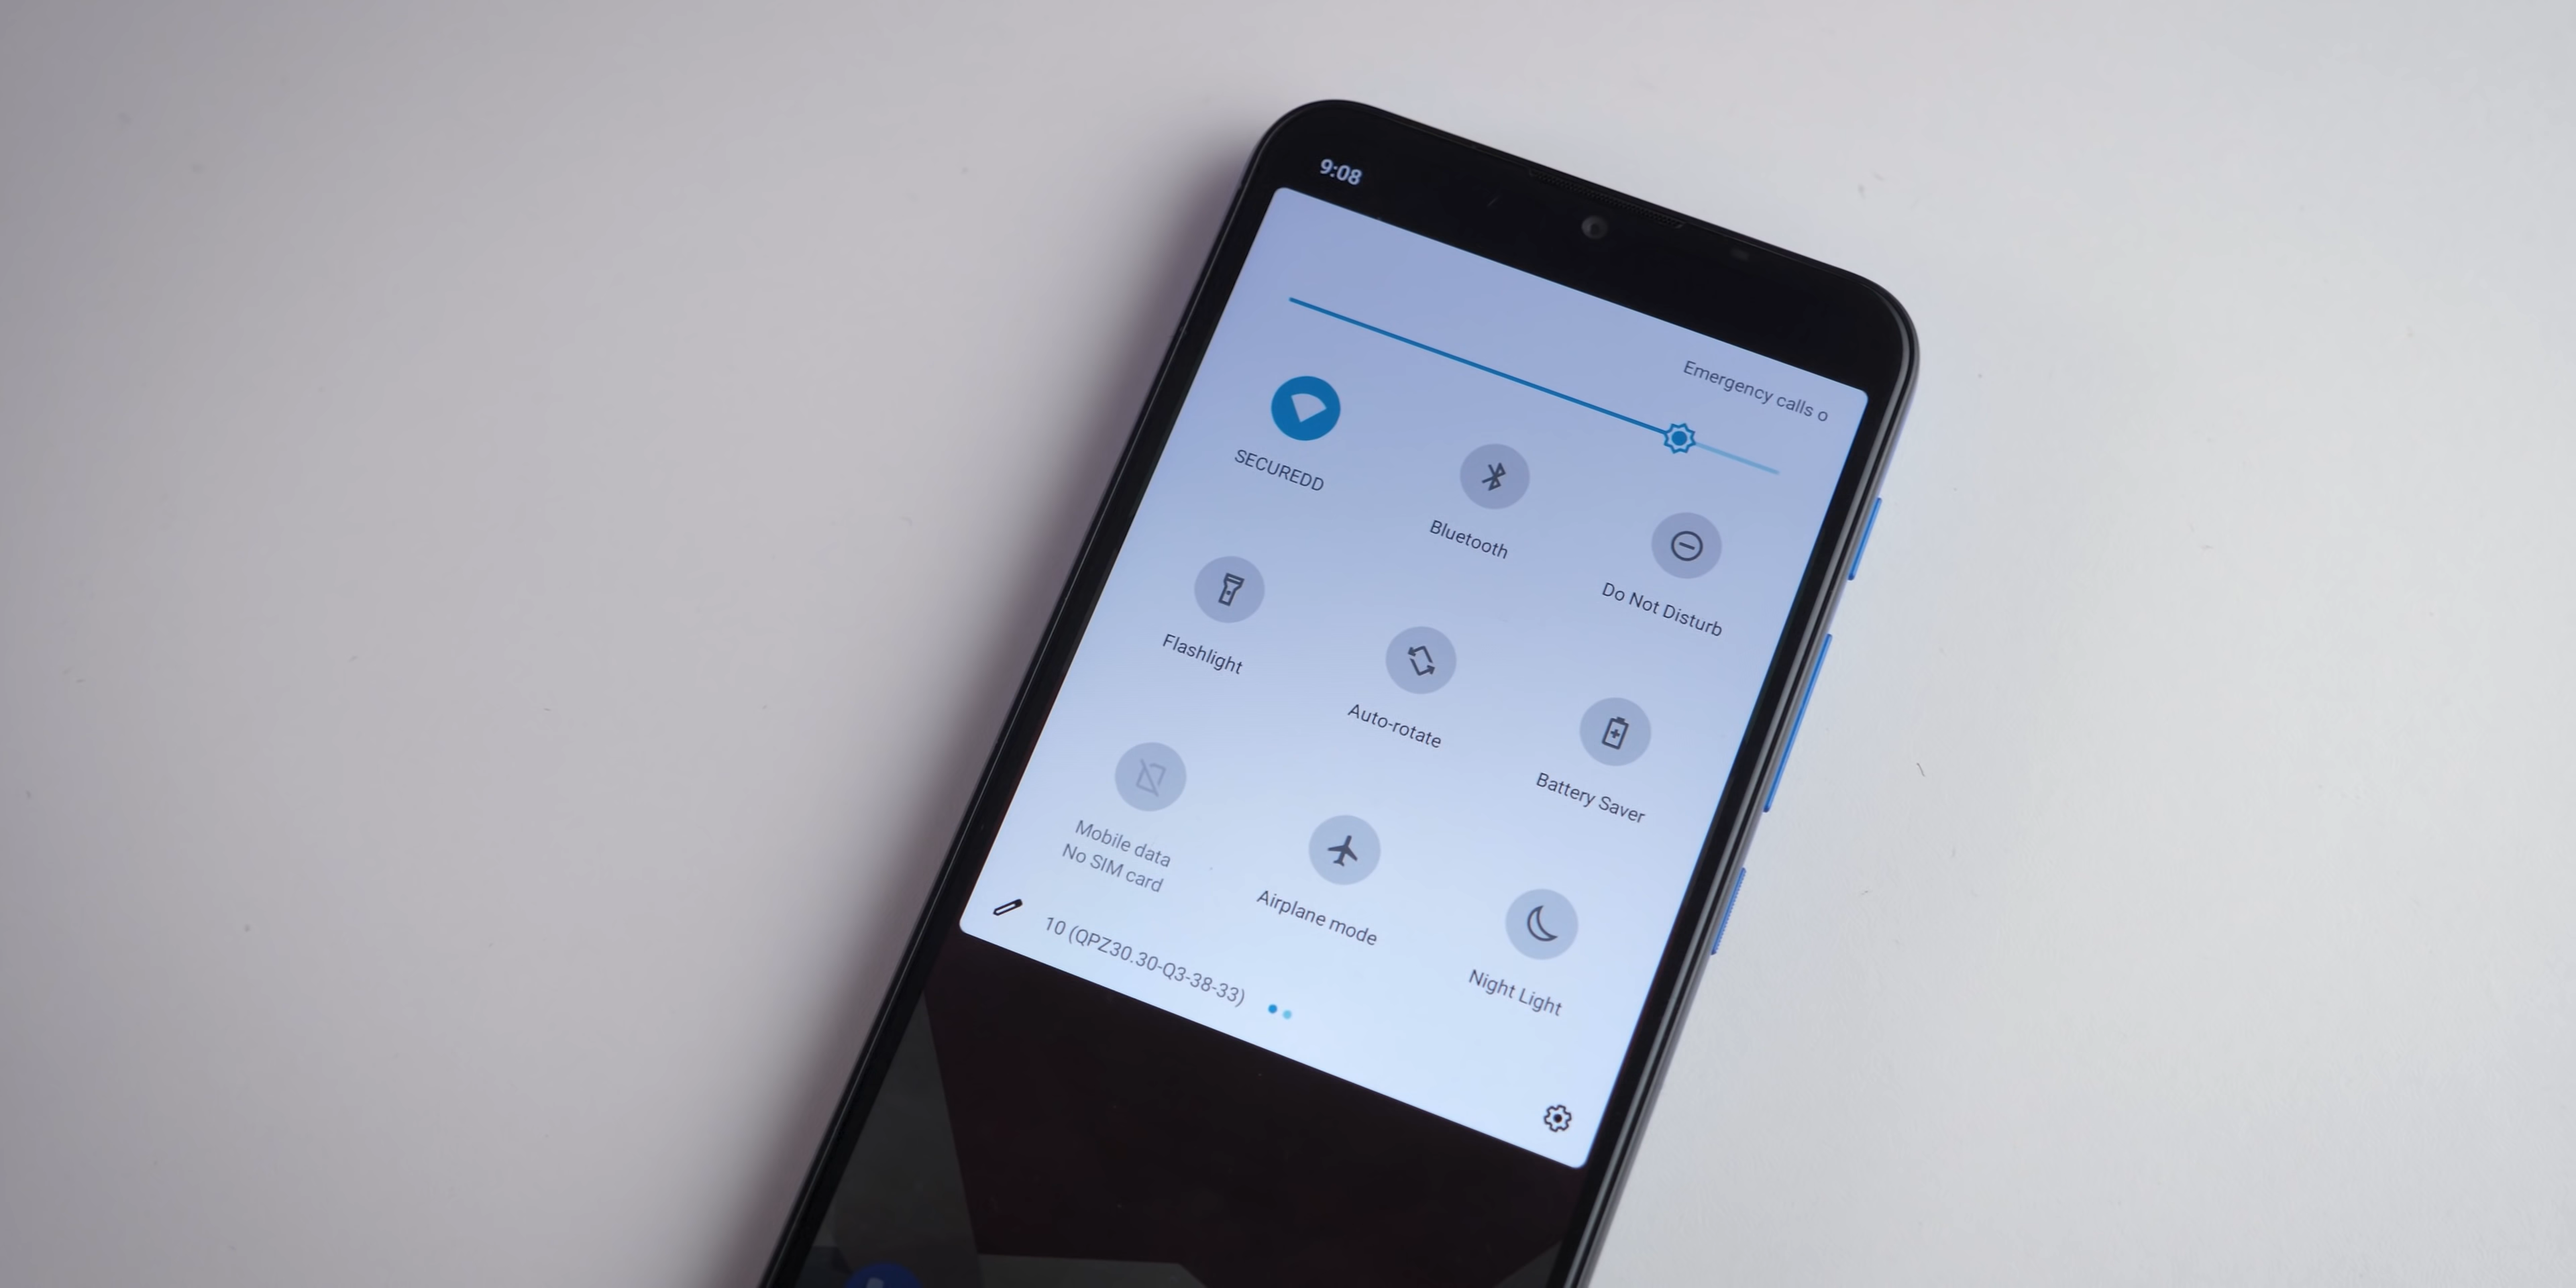 9:08
Emergency calls o
SECUREDD
Bluetooth
Do Not Disturb
Flashlight
Auto-rotate
Battery Saver
Mobile data
No SIM card
Airplane mode
Night Light
10 (QPZ30.30-Q3-38-33)